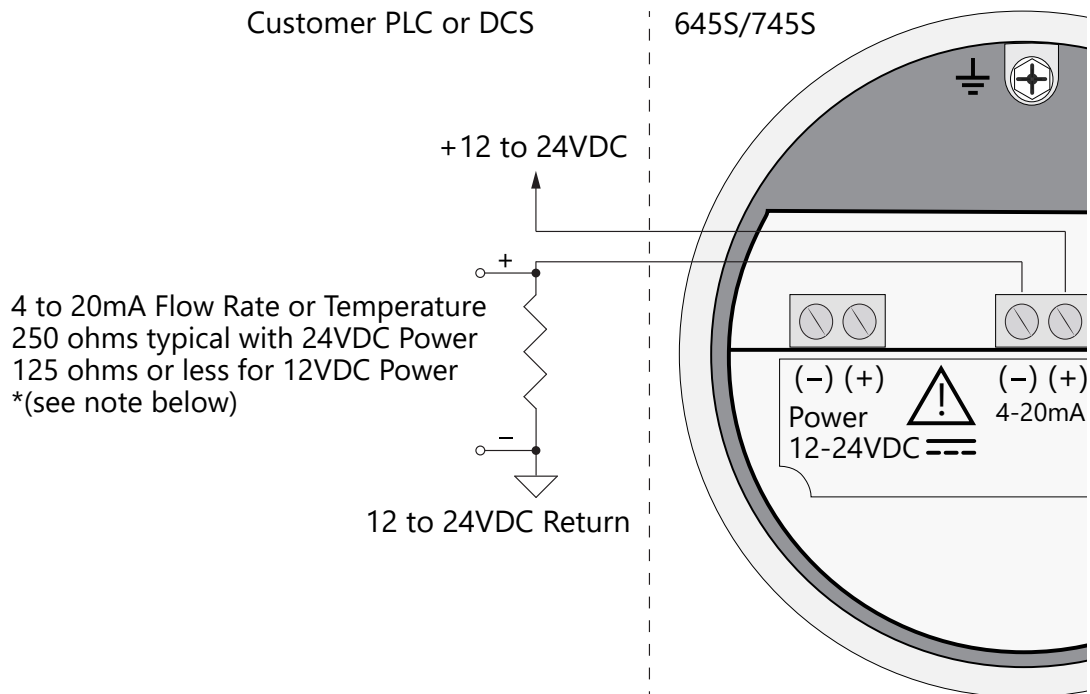 Customer PLC or DCS
645S/745S
+12 to 24VDC
+
4 to 20mA Flow Rate or Temperature
250 ohms typical with 24VDC Power
125 ohms or less for 12VDC Power
*(see note below)
−
12 to 24VDC Return
(−) (+)
Power
12-24VDC
!
(−) (+)
4-20mA